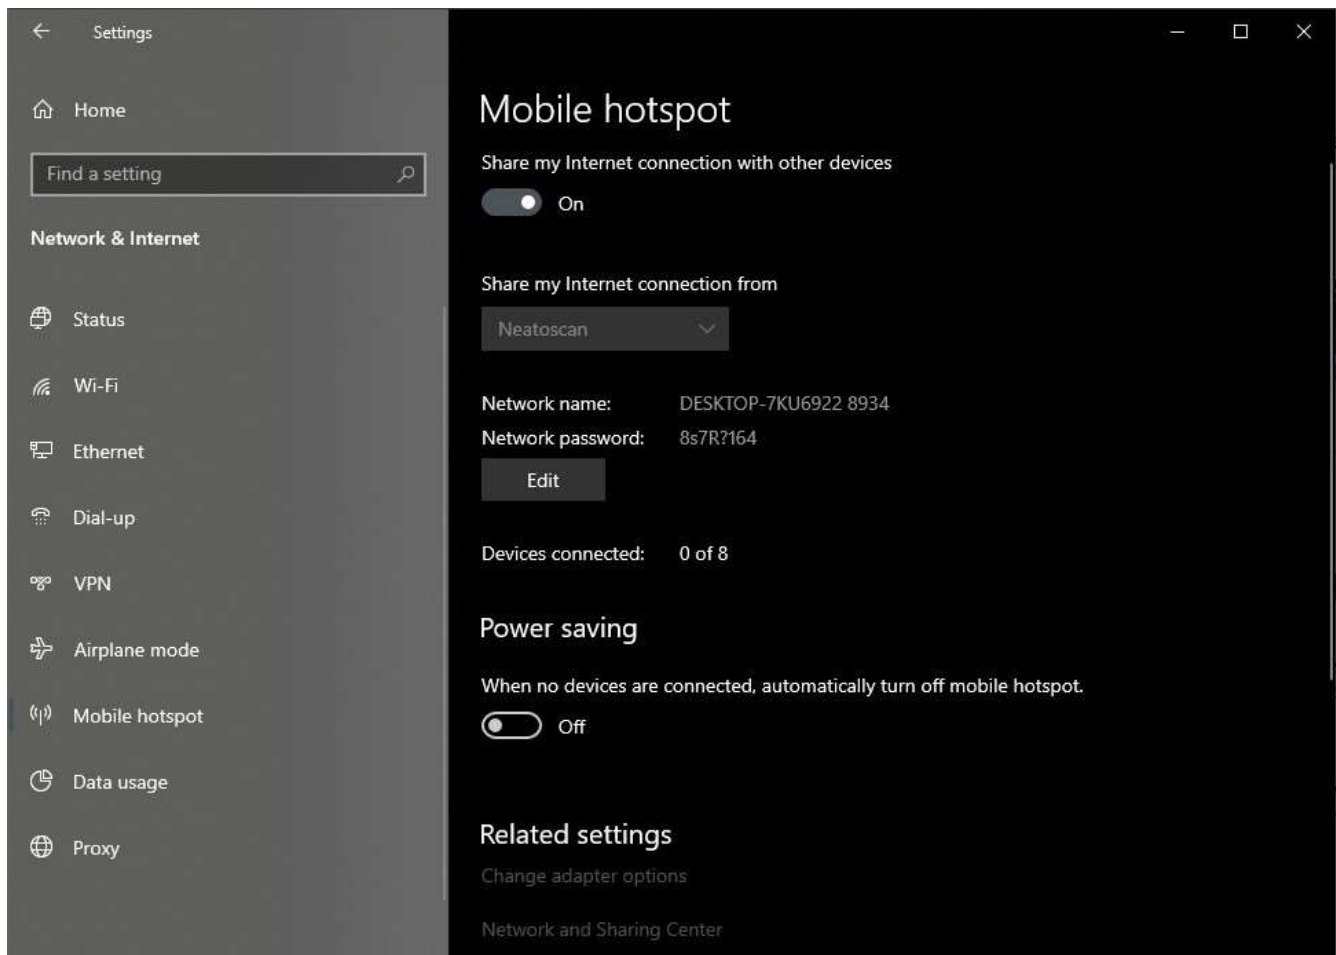 Settings
Home
Find a setting
Network & Internet
Status
Wi-Fi
Ethernet
Dial-up
VPN
Airplane mode
Mobile hotspot
Data usage
Proxy
Mobile hotspot
Share my Internet connection with other devices
On
Share my Internet connection from
Neatoscan
Network name: DESKTOP-7KU6922 8934
Network password: 8s7R?164
Edit
Devices connected: 0 of 8
Power saving
When no devices are connected, automatically turn off mobile hotspot.
Off
Related settings
Change adapter options
Network and Sharing Center